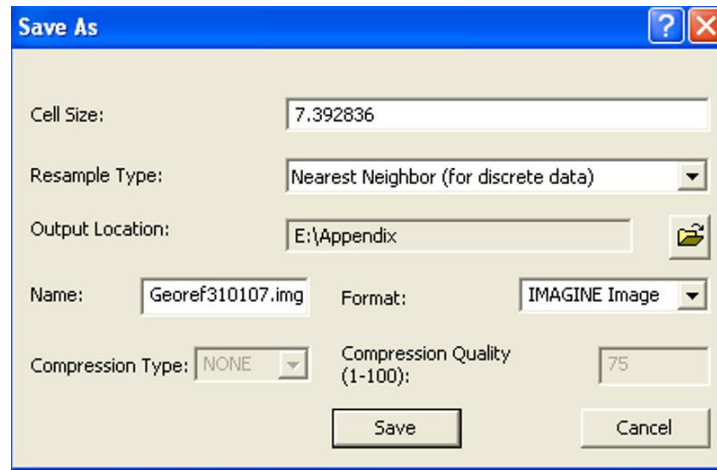 Save As
Cell Size: 7.392836
Resample Type: Nearest Neighbor (for discrete data)
Output Location: E:\Appendix
Name: Georef310107.img Format: IMAGINE Image
Compression Type: NONE Compression Quality
(1-100): 75
Save Cancel